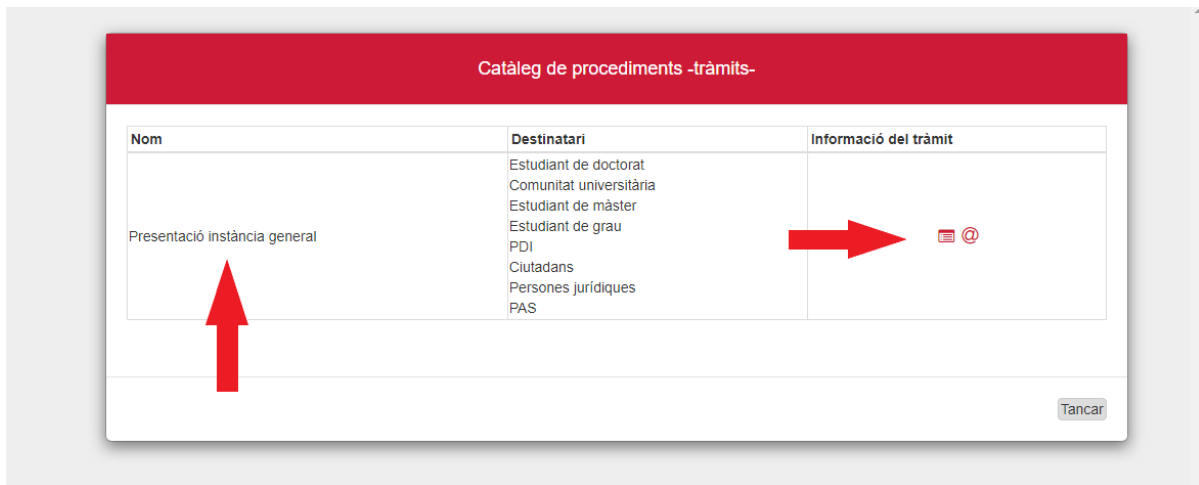 Catàleg de procediments -tràmits-
Nom Destinatari Informació del tràmit
Presentació instància general
Estudiant de doctorat
Comunitat universitària
Estudiant de màster
Estudiant de grau
PDI
Ciutadans
Persones jurídiques
PAS
@
Tancar